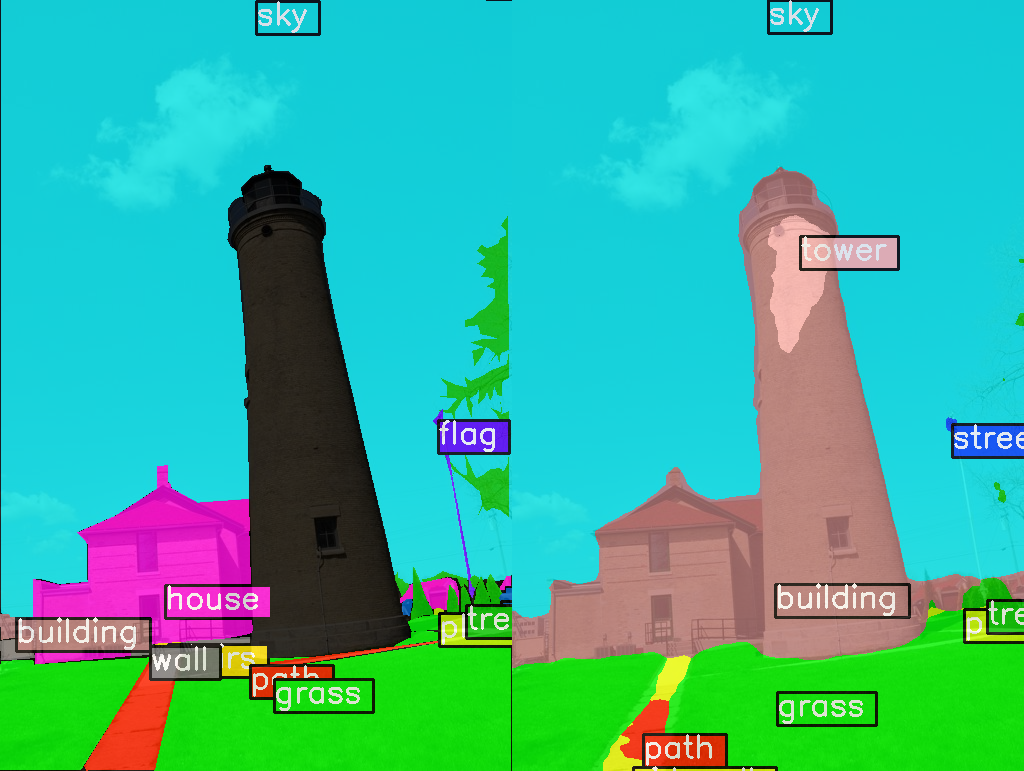 sky
sky
tower
flag
stree
house
building
building
p
tre
p
tre
wall
rs
path
grass
grass
path